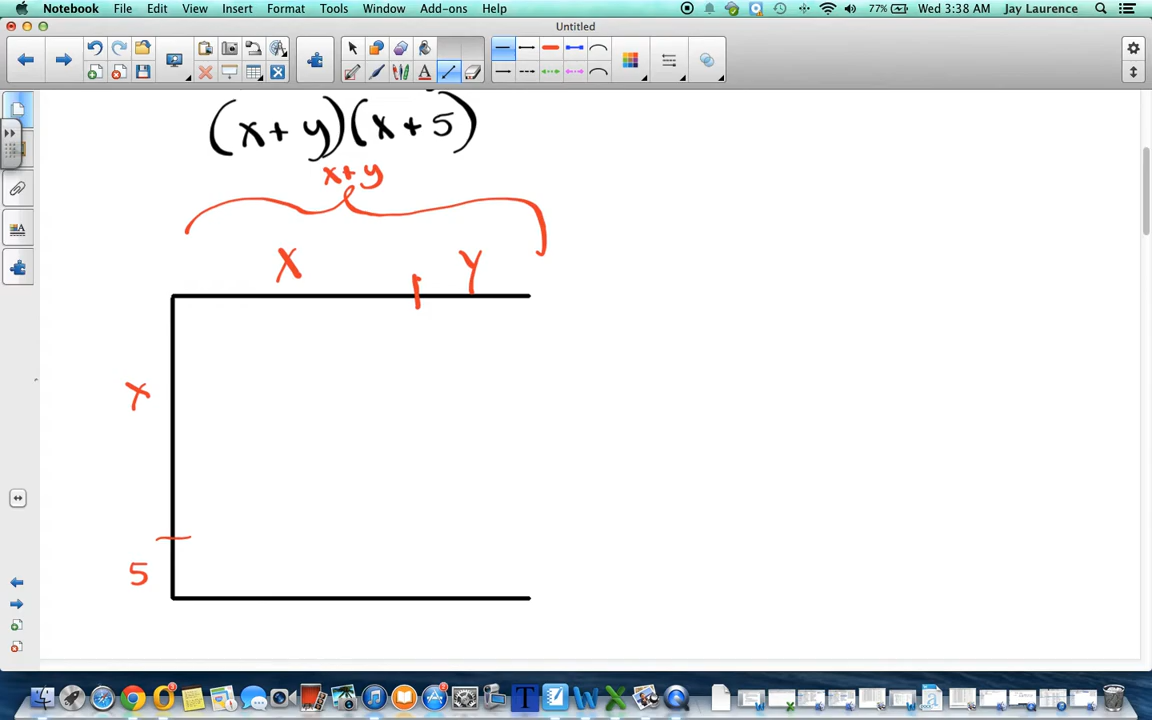 Notebook File Edit View Insert Format Tools Window Add-ons Help 77% Wed 3:38 AM Jay Laurence
Untitled
(x+y)(x+5)
x+y
X Y
X
5